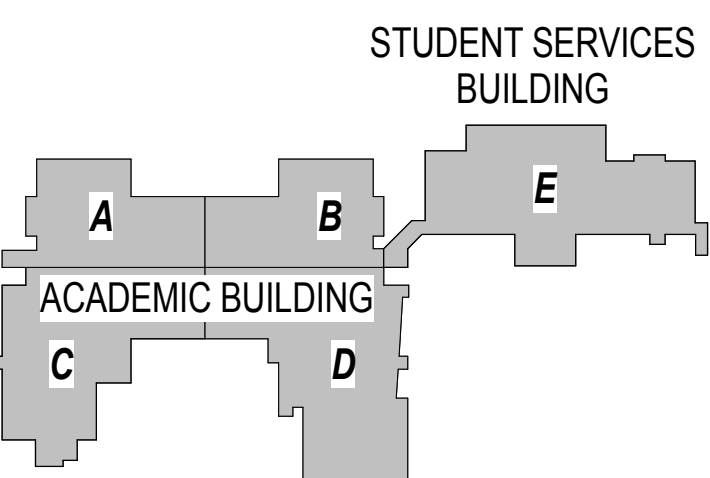 STUDENT SERVICES
BUILDING
E
A
B
ACADEMIC BUILDING
C
D